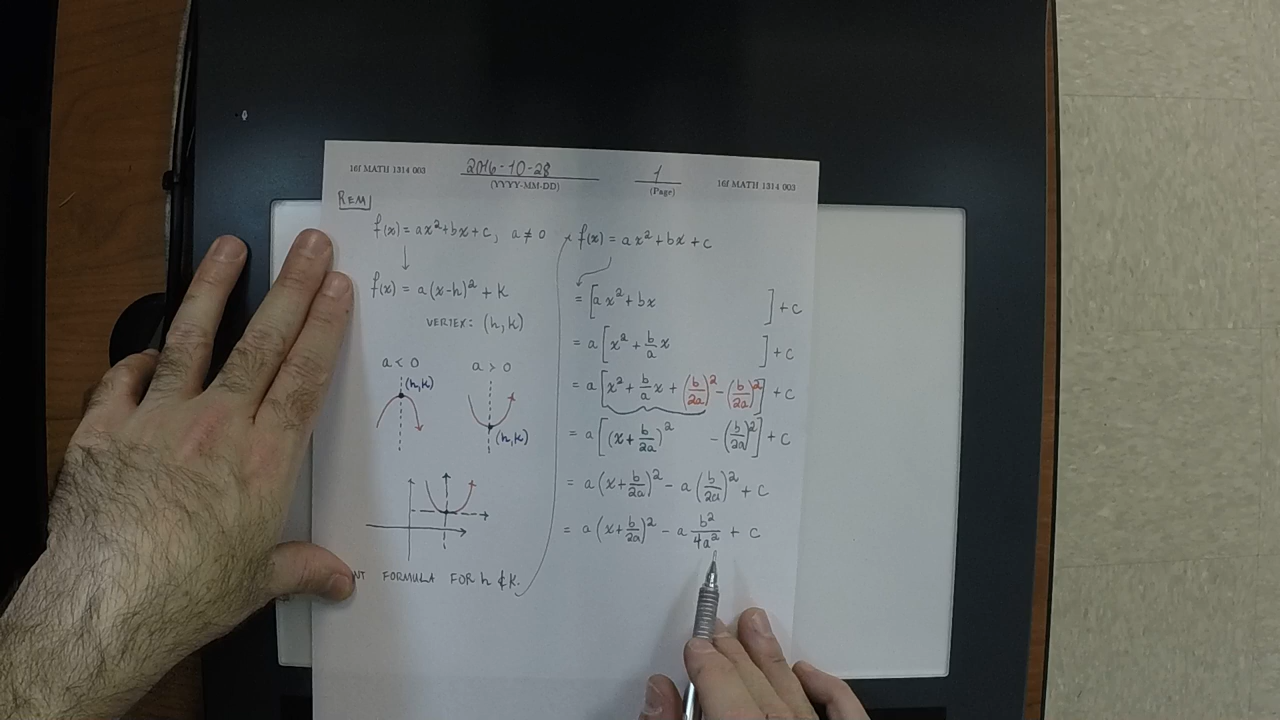 16f MATH 1314 003 2016-10-28 (YYYY-MM-DD) 1 (Page) 16f MATH 1314 003
REM
f(x) = ax²+bx+c, a ≠ 0
f(x) = a(x-h)² + k
VERTEX: (h,k)
a < 0
(h,k)
a > 0
(h,k)
FORMULA FOR h & k.
f(x) = ax²+bx+c
= [ax²+bx ]+c
= a[x²+b/a x ]+c
= a[x²+b/a x+(b/2a)²-(b/2a)²]+c
= a[(x+b/2a)² -(b/2a)²]+c
= a(x+b/2a)² - a(b/2a)²+c
= a(x+b/2a)² - a b²/4a² + c